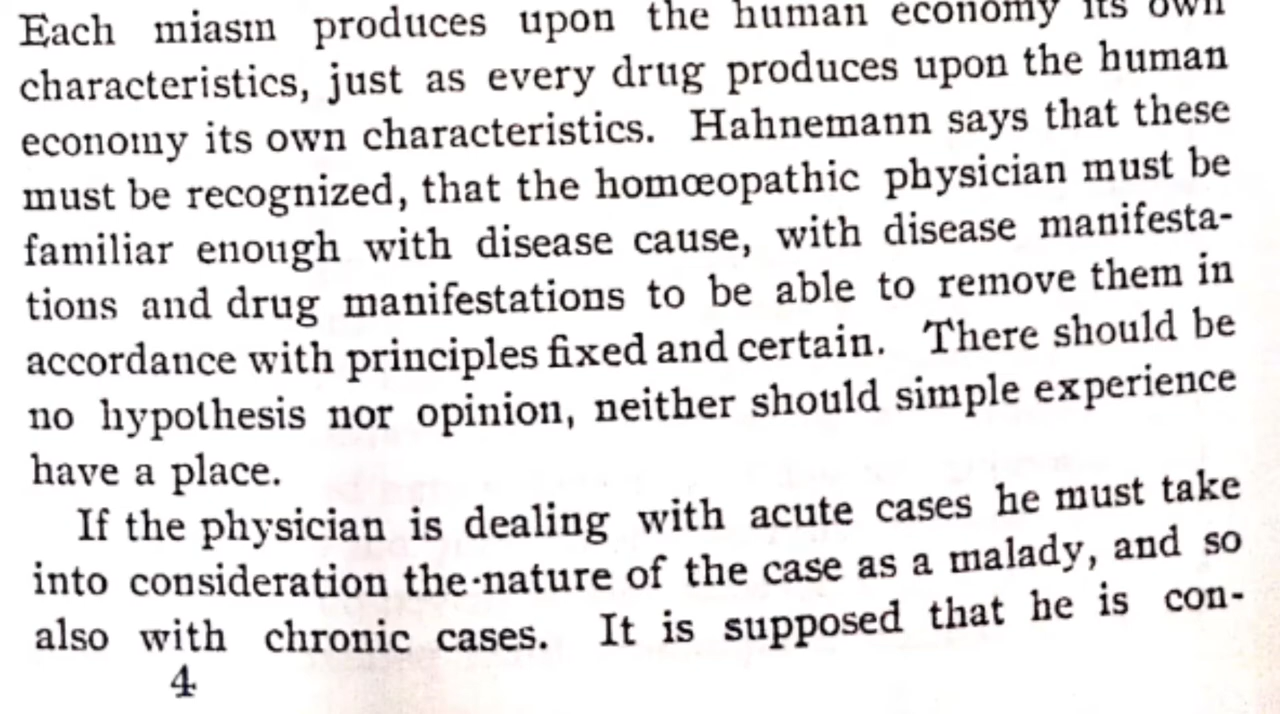 Each miasm produces upon the human economy its own
characteristics, just as every drug produces upon the human
economy its own characteristics. Hahnemann says that these
must be recognized, that the homœopathic physician must be
familiar enough with disease cause, with disease manifesta-
tions and drug manifestations to be able to remove them in
accordance with principles fixed and certain. There should be
no hypothesis nor opinion, neither should simple experience
have a place.
If the physician is dealing with acute cases he must take
into consideration the·nature of the case as a malady, and so
also with chronic cases. It is supposed that he is con-
4